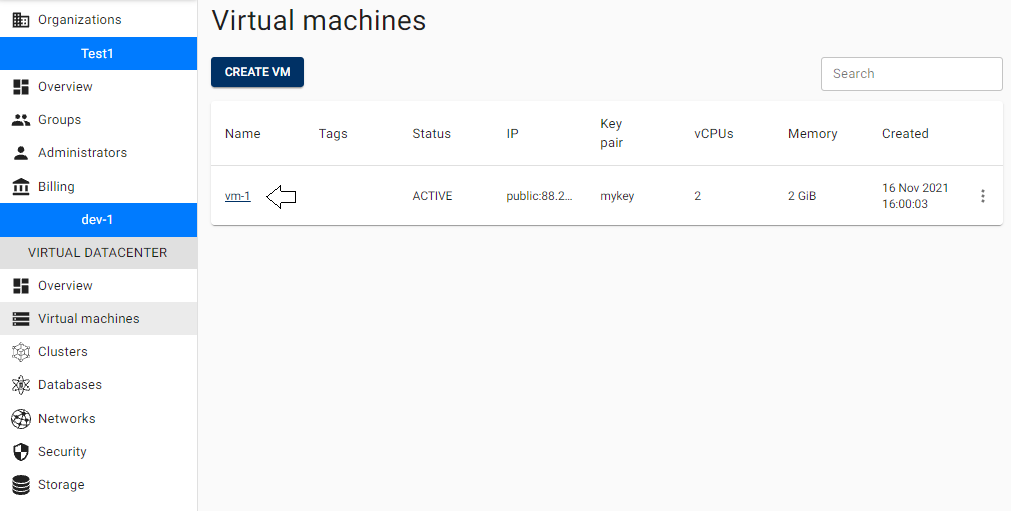 Organizations
Test1
Overview
Groups
Administrators
Billing
dev-1
VIRTUAL DATACENTER
Overview
Virtual machines
Clusters
Databases
Networks
Security
Storage
Virtual machines
CREATE VM
Search
Name Tags Status IP Key pair vCPUs Memory Created
vm-1 ACTIVE public:88.2... mykey 2 2 GiB 16 Nov 2021 16:00:03